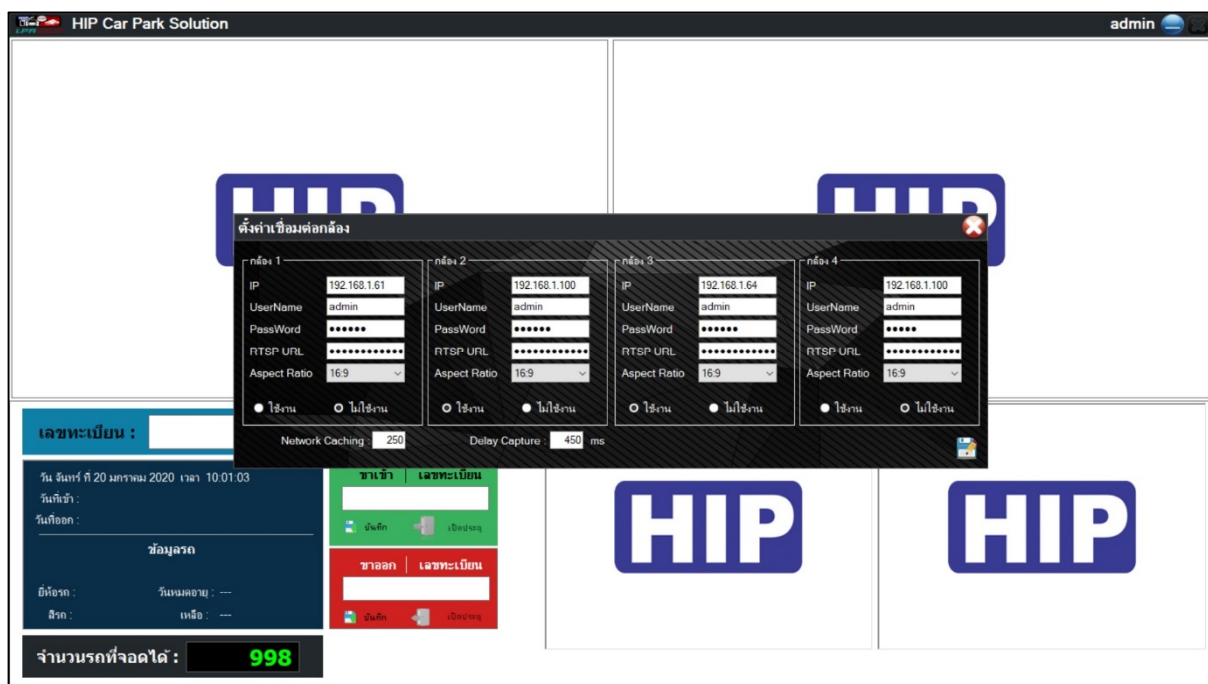 HIP Car Park Solution
admin
HIP
HIP
ตั้งค่าเชื่อมต่อกล้อง
กล้อง 1
IP 192.168.1.61
UserName admin
PassWord ••••••
RTSP URL ••••••••••••
Aspect Ratio 16:9
ใช้งาน ไม่ใช้งาน
กล้อง 2
IP 192.168.1.100
UserName admin
PassWord ••••••
RTSP URL ••••••••••••
Aspect Ratio 16:9
ใช้งาน ไม่ใช้งาน
กล้อง 3
IP 192.168.1.64
UserName admin
PassWord ••••••
RTSP URL ••••••••••••
Aspect Ratio 16:9
ใช้งาน ไม่ใช้งาน
กล้อง 4
IP 192.168.1.100
UserName admin
PassWord •••••
RTSP URL ••••••••••••
Aspect Ratio 16:9
ใช้งาน ไม่ใช้งาน
Network Caching : 250 Delay Capture : 450 ms
เลขทะเบียน :
วัน จันทร์ ที่ 20 มกราคม 2020 เวลา 10:01:03
วันที่เข้า :
วันที่ออก :
ข้อมูลรถ
ยี่ห้อรถ : วันหมดอายุ : ---
สีรถ : เหลือ : ---
ขาเข้า เลขทะเบียน
บันทึก เปิดประตู
ขาออก เลขทะเบียน
บันทึก เปิดประตู
จำนวนรถที่จอดได้ : 998
HIP
HIP